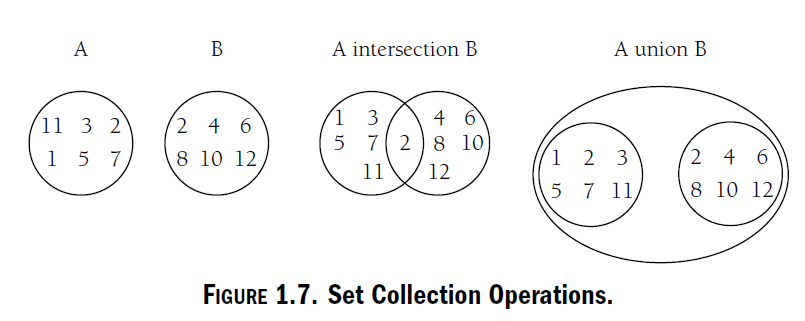 A B A intersection B A union B
11 3 2
1 5 7
2 4 6
8 10 12
1 3
5 7
11
2
4 6
8 10
12
1 2 3
5 7 11
2 4 6
8 10 12
FIGURE 1.7. Set Collection Operations.